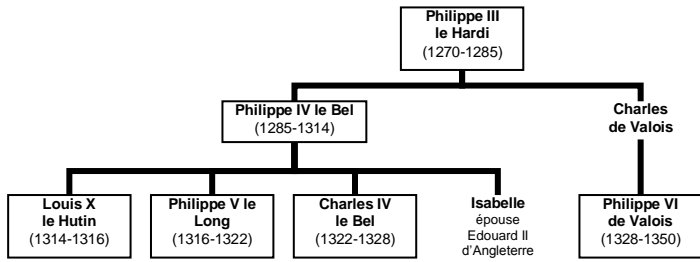 Philippe III
le Hardi
(1270-1285)
Philippe IV le Bel
(1285-1314)
Charles
de Valois
Louis X
le Hutin
(1314-1316)
Philippe V le
Long
(1316-1322)
Charles IV
le Bel
(1322-1328)
Isabelle
épouse
Edouard II
d'Angleterre
Philippe VI
de Valois
(1328-1350)